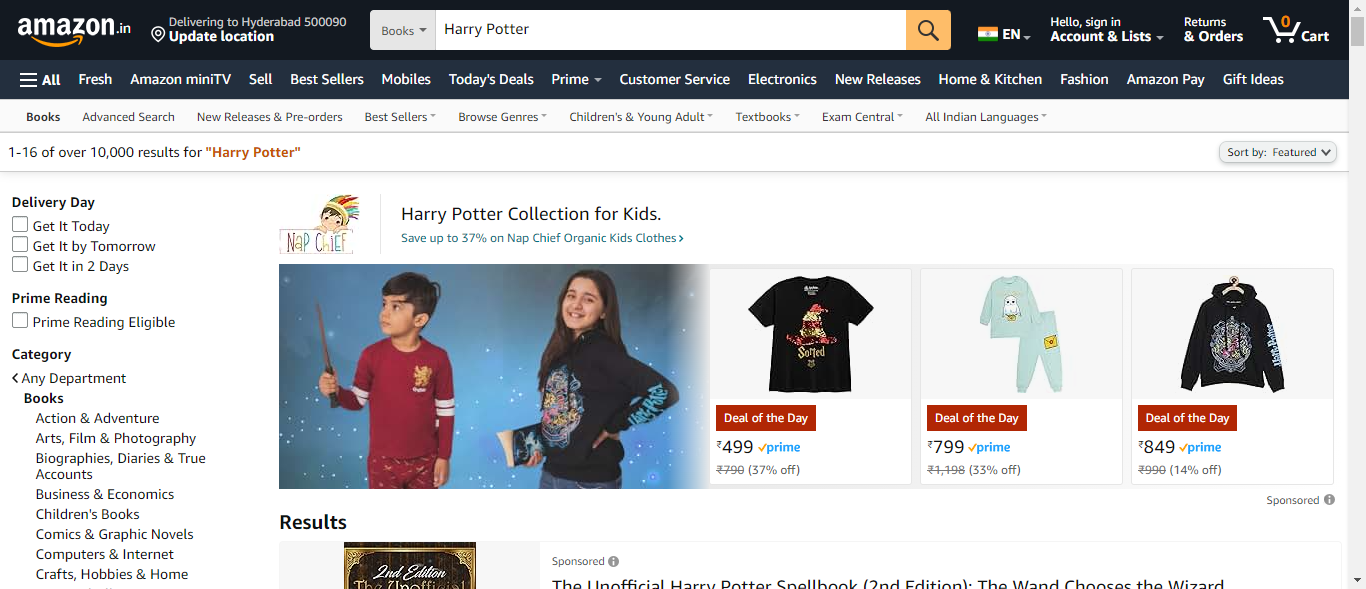 amazon.in
Delivering to Hyderabad 500090
Update location
Books
Harry Potter
EN
Hello, sign in
Account & Lists
Returns
& Orders
0
Cart
All Fresh Amazon miniTV Sell Best Sellers Mobiles Today's Deals Prime Customer Service Electronics New Releases Home & Kitchen Fashion Amazon Pay Gift Ideas
Books Advanced Search New Releases & Pre-orders Best Sellers Browse Genres Children's & Young Adult Textbooks Exam Central All Indian Languages
1-16 of over 10,000 results for "Harry Potter"
Sort by: Featured
Delivery Day
Get It Today
Get It by Tomorrow
Get It in 2 Days
Prime Reading
Prime Reading Eligible
Category
Any Department
Books
Action & Adventure
Arts, Film & Photography
Biographies, Diaries & True
Accounts
Business & Economics
Children's Books
Comics & Graphic Novels
Computers & Internet
Crafts, Hobbies & Home
Nap Chief
Harry Potter Collection for Kids.
Save up to 37% on Nap Chief Organic Kids Clothes
Harry Potter
Sorted
Deal of the Day
₹499 prime
₹790 (37% off)
Deal of the Day
₹799 prime
₹1,198 (33% off)
Harry Potter
Deal of the Day
₹849 prime
₹990 (14% off)
Sponsored
Results
2nd Edition
The Unofficial
Sponsored
The Unofficial Harry Potter Spellbook (2nd Edition): The Wand Chooses the Wizard